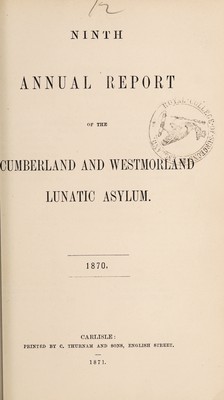 12
NINTH
ANNUAL REPORT
OF THE
CUMBERLAND AND WESTMORLAND
LUNATIC ASYLUM.
1870.
CARLISLE:
PRINTED BY C. THURNAM AND SONS, ENGLISH STREET.
1871.